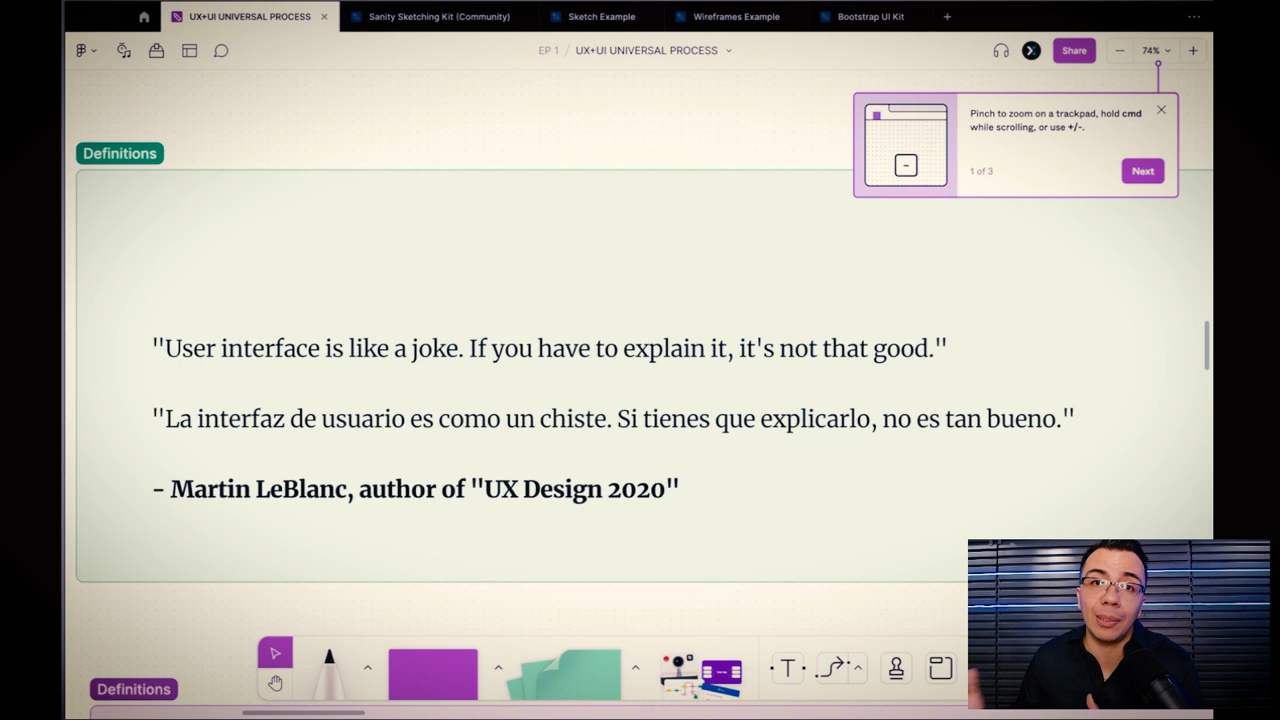 UX+UI UNIVERSAL PROCESS
Sanity Sketching Kit (Community)
Sketch Example
Wireframes Example
Bootstrap UI Kit
EP 1 / UX+UI UNIVERSAL PROCESS
Share
74%
Pinch to zoom on a trackpad, hold cmd
while scrolling, or use +/-.
1 of 3
Next
Definitions
"User interface is like a joke. If you have to explain it, it's not that good."
"La interfaz de usuario es como un chiste. Si tienes que explicarlo, no es tan bueno."
- Martin LeBlanc, author of "UX Design 2020"
T
Definitions